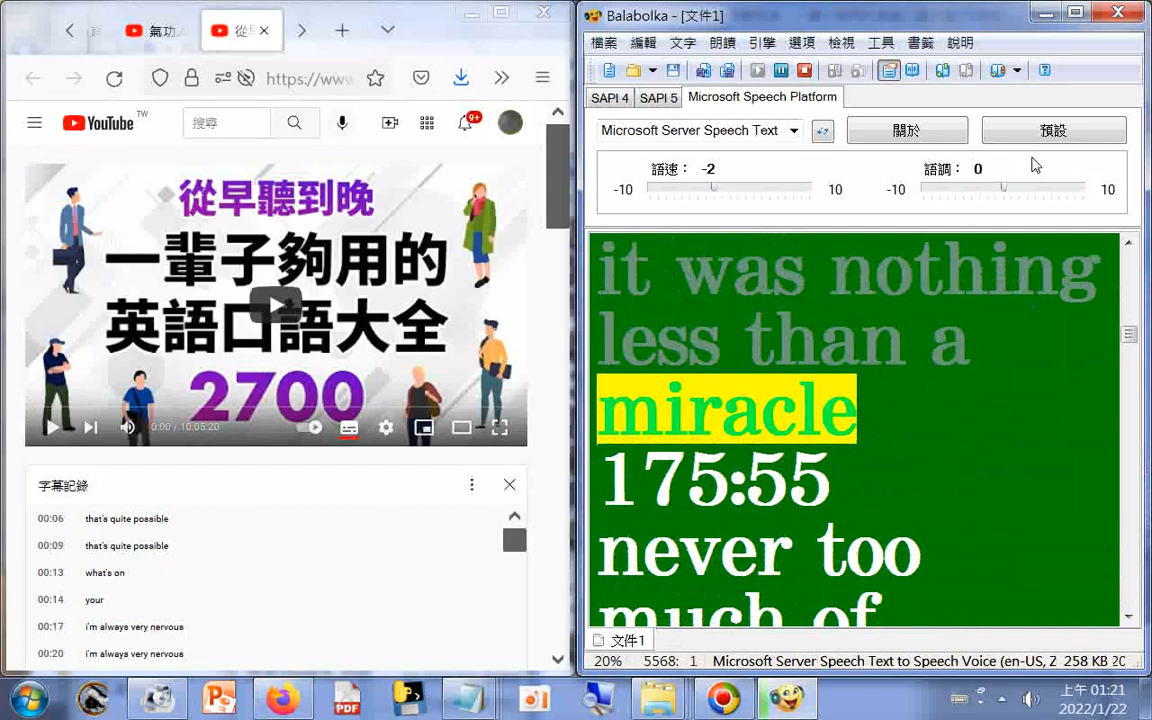 氣功
從
https://www
YouTube TW
搜尋
9+
從早聽到晚
一輩子夠用的
英語口語大全
2700
0:00 / 10:05:20
字幕記錄
00:06 that's quite possible
00:09 that's quite possible
00:13 what's on
00:14 your
00:17 i'm always very nervous
00:20 i'm always very nervous
Balabolka - [文件1]
檔案 編輯 文字 朗讀 引擎 選項 檢視 工具 書籤 說明
SAPI 4 SAPI 5 Microsoft Speech Platform
Microsoft Server Speech Text 關於 預設
語速： -2 語調： 0
-10 10 -10 10
it was nothing
less than a
miracle
175:55
never too
much of
文件1
20% 5568: 1 Microsoft Server Speech Text to Speech Voice (en-US, Z 258 KB
PDF
上午 01:21
2022/1/22